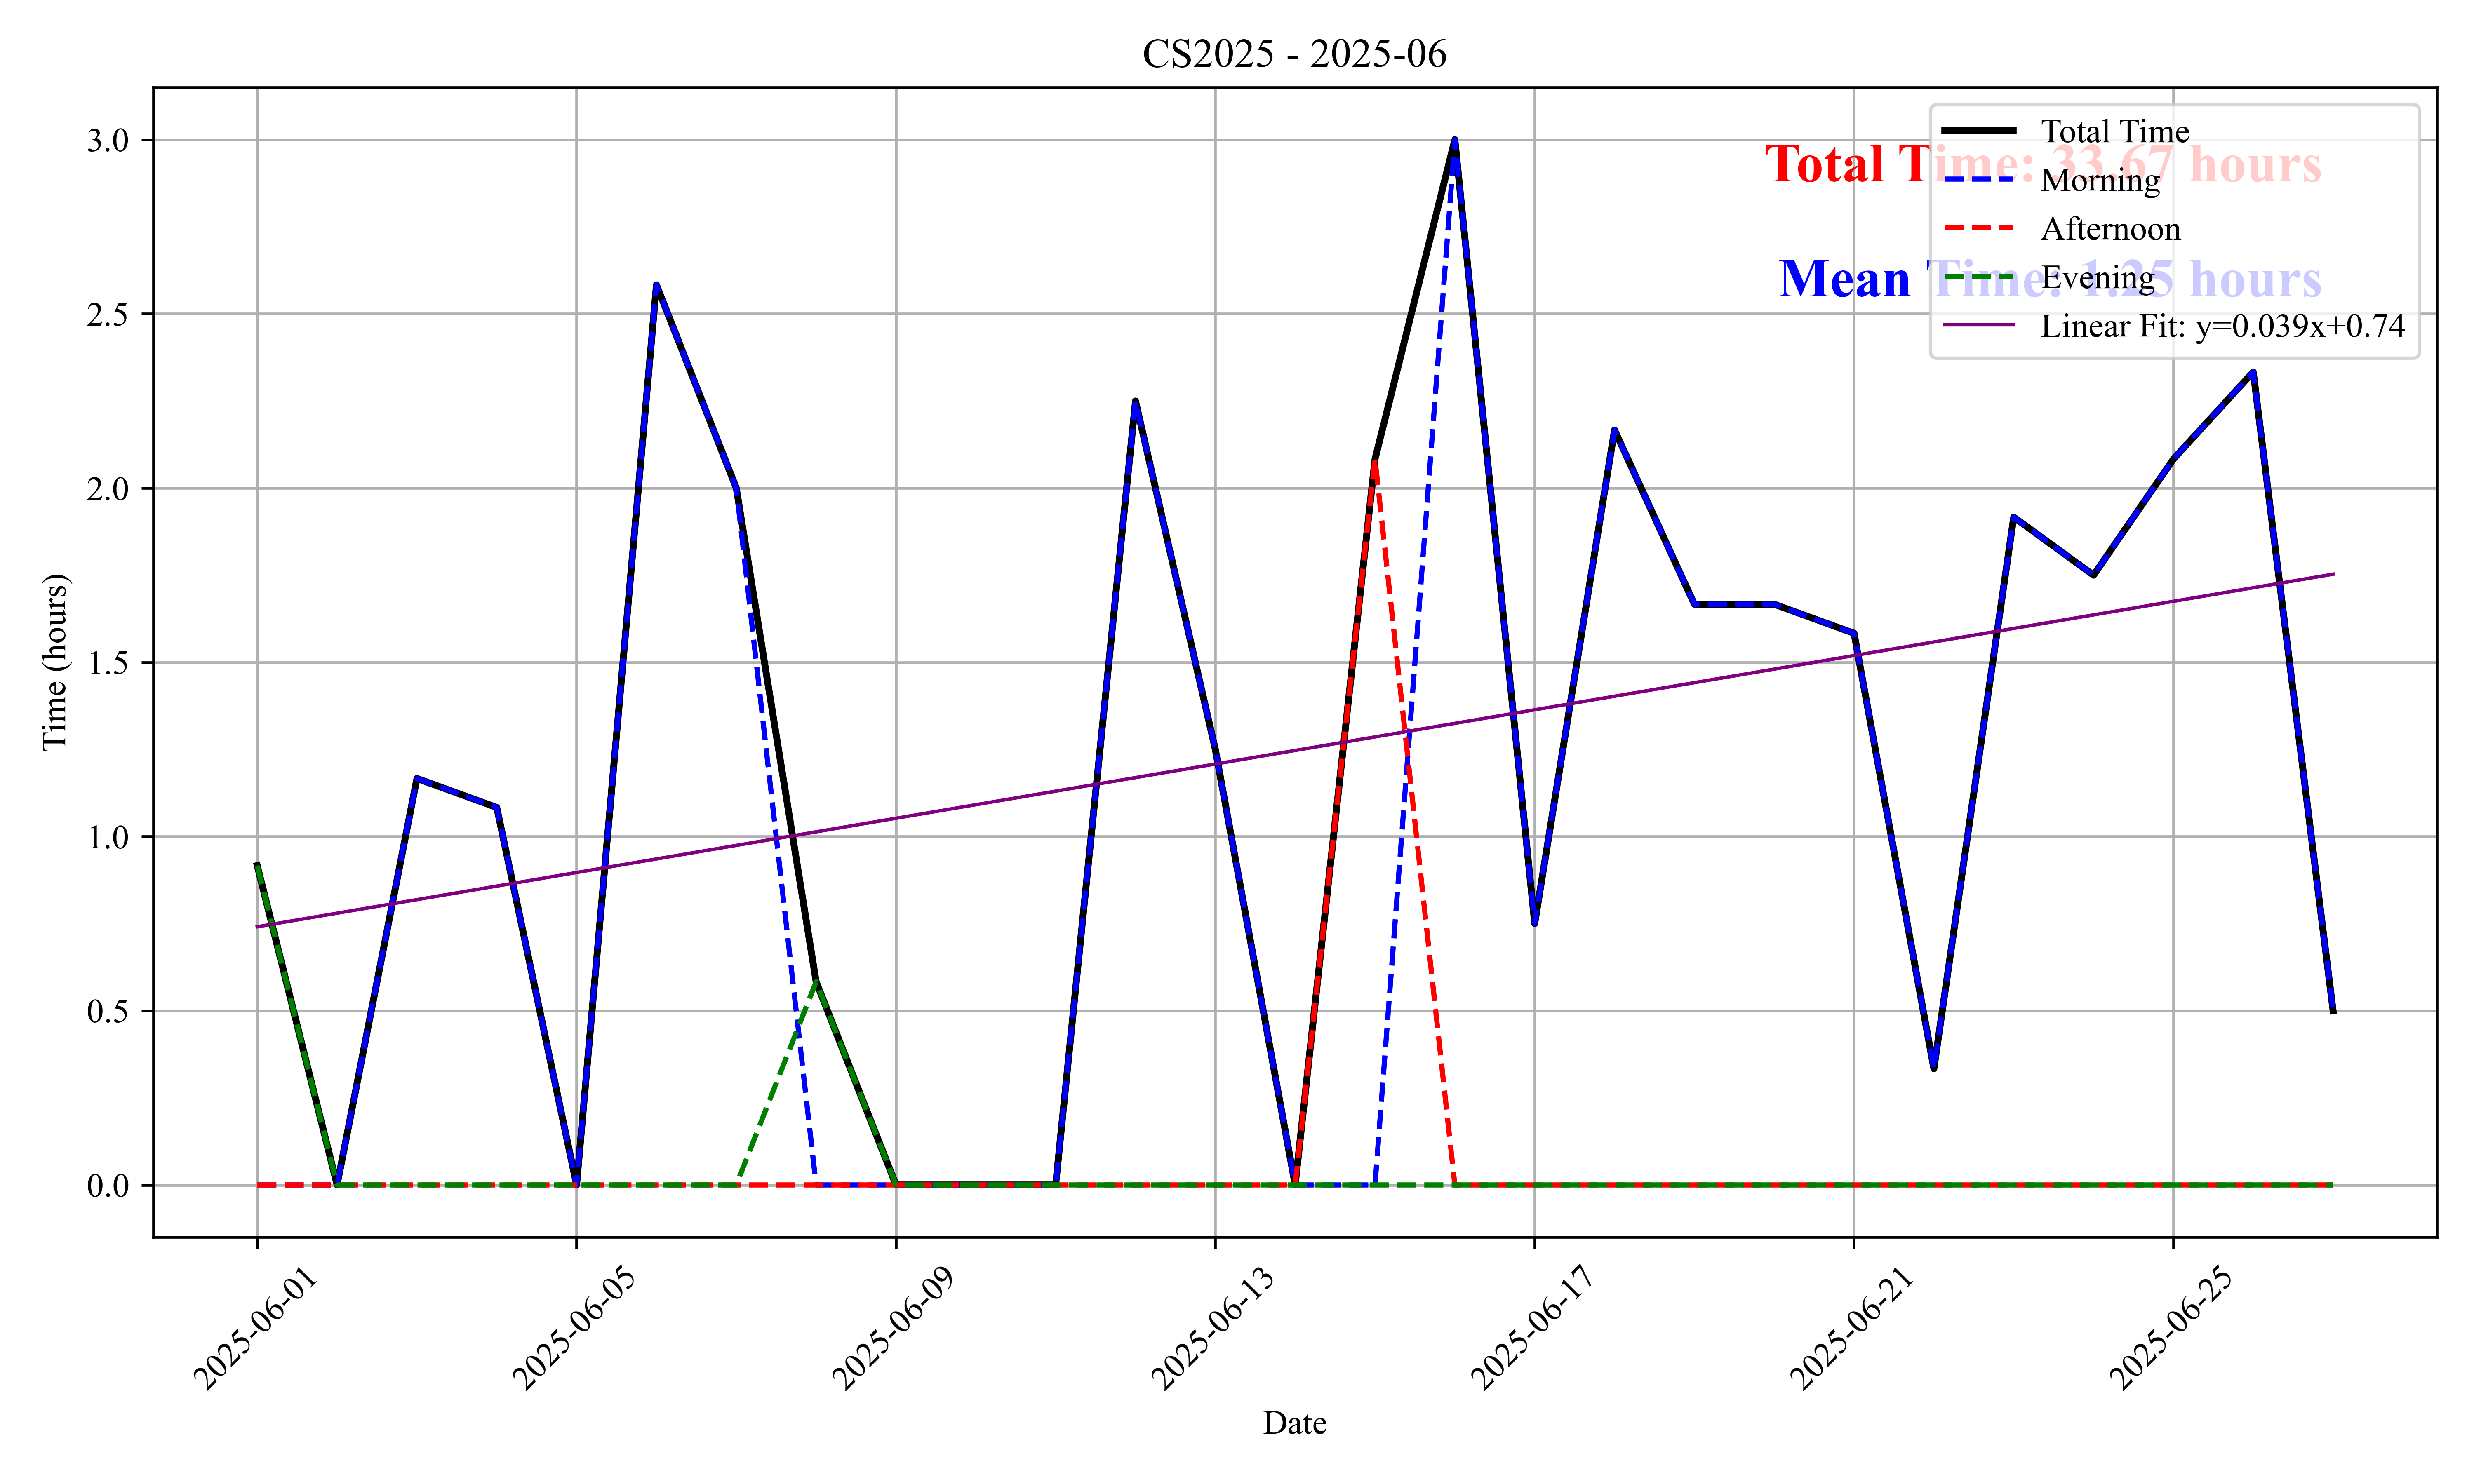 CS2025 - 2025-06
Total Time: 33.67 hours
Mean Time: 1.25 hours
Total Time
Morning
Afternoon
Evening
Linear Fit: y=0.039x+0.74
Time (hours)
3.0
2.5
2.0
1.5
1.0
0.5
0.0
2025-06-01
2025-06-05
2025-06-09
2025-06-13
2025-06-17
2025-06-21
2025-06-25
Date